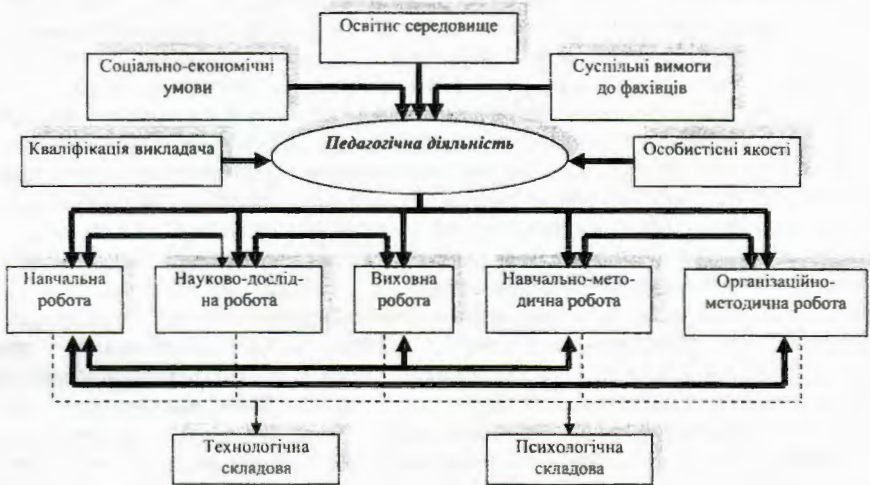 Освітнє середовище
Соціально-економічні
умови
Суспільні вимоги
до фахівців
Кваліфікація викладача
Педагогічна діяльність
Особистісні якості
Навчальна
робота
Науково-дослід-
на робота
Виховна
робота
Навчально-мето-
дична робота
Організаційно-
методична робота
Технологічна
складова
Психологічна
складова